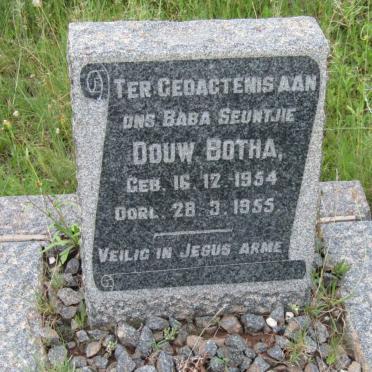 TER GEDAGTENIS AAN
ONS BABA SEUNTJIE
DOUW BOTHA,
GEB. 16. 12. 1954
OORL. 28. 3. 1955.
VEILIG IN JESUS ARME